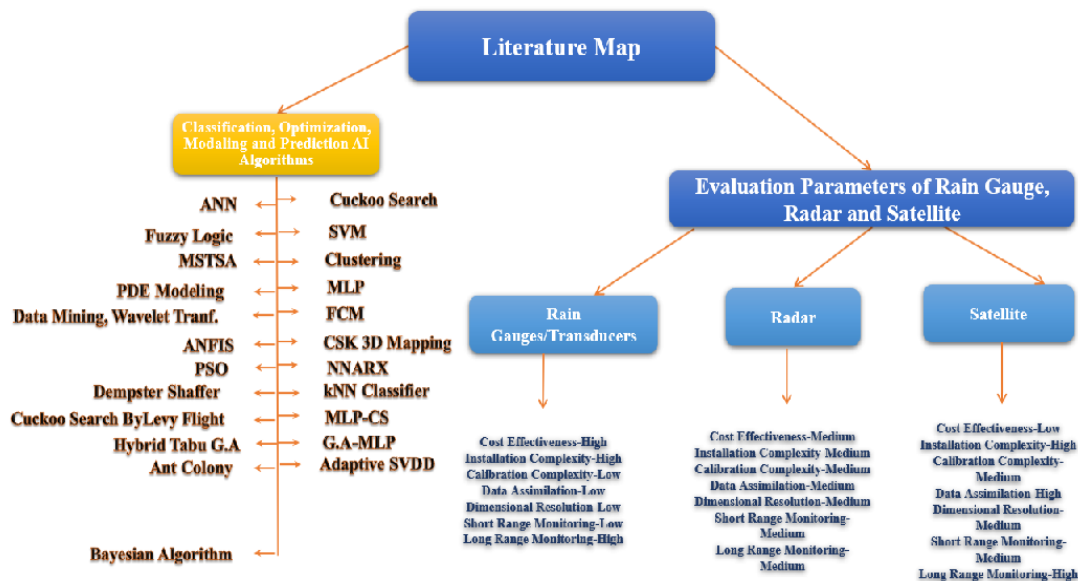 Literature Map
Classification, Optimization,
Modaling and Prediction AI
Algorithms
ANN
Cuckoo Search
Fuzzy Logic
SVM
MSTSA
Clustering
PDE Modeling
MLP
Data Mining, Wavelet Tranf.
FCM
ANFIS
CSK 3D Mapping
PSO
NNARX
Dempster Shaffer
kNN Classifier
Cuckoo Search ByLevy Flight
MLP-CS
Hybrid Tabu G.A
G.A-MLP
Ant Colony
Adaptive SVDD
Bayesian Algorithm
Evaluation Parameters of Rain Gauge,
Radar and Satellite
Rain
Gauges/Transducers
Cost Effectiveness-High
Installation Complexity-High
Calibration Complexity-Low
Data Assimilation-Low
Dimensional Resolution-Low
Short Range Monitoring-Low
Long Range Monitoring-High
Radar
Cost Effectiveness-Medium
Installation Complexity-Medium
Calibration Complexity-Medium
Data Assimilation-Medium
Dimensional Resolution-Medium
Short Range Monitoring-
Medium
Long Range Monitoring-
Medium
Satellite
Cost Effectiveness-Low
Installation Complexity-High
Calibration Complexity-
Medium
Data Assimilation-High
Dimensional Resolution-
Medium
Short Range Monitoring-
Medium
Long Range Monitoring-High